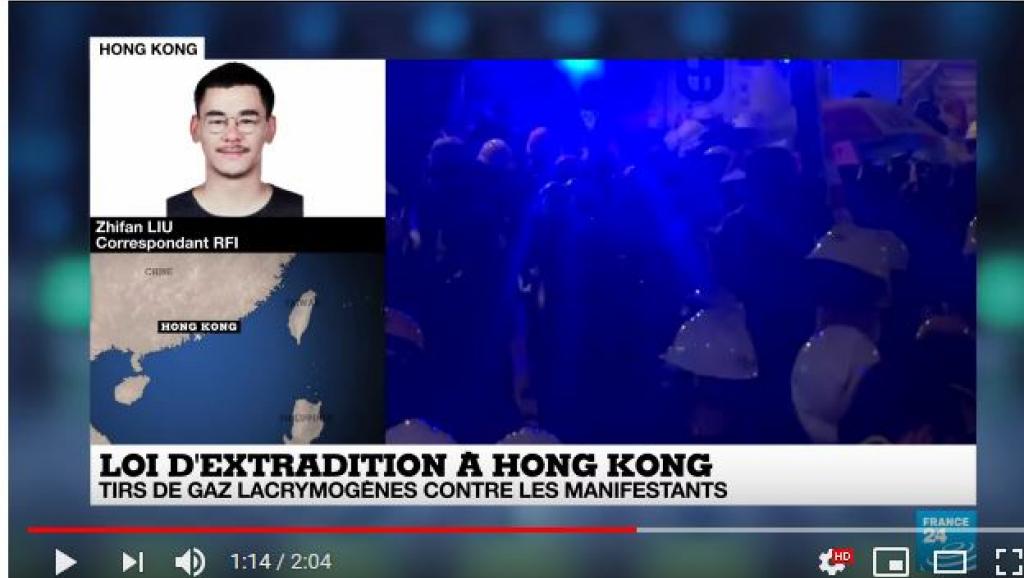 HONG KONG
Zhifan LIU
Correspondant RFI
CHINE
HONG KONG
LOI D'EXTRADITION À HONG KONG
TIRS DE GAZ LACRYMOGÈNES CONTRE LES MANIFESTANTS
FRANCE
24
1:14 / 2:04
HD